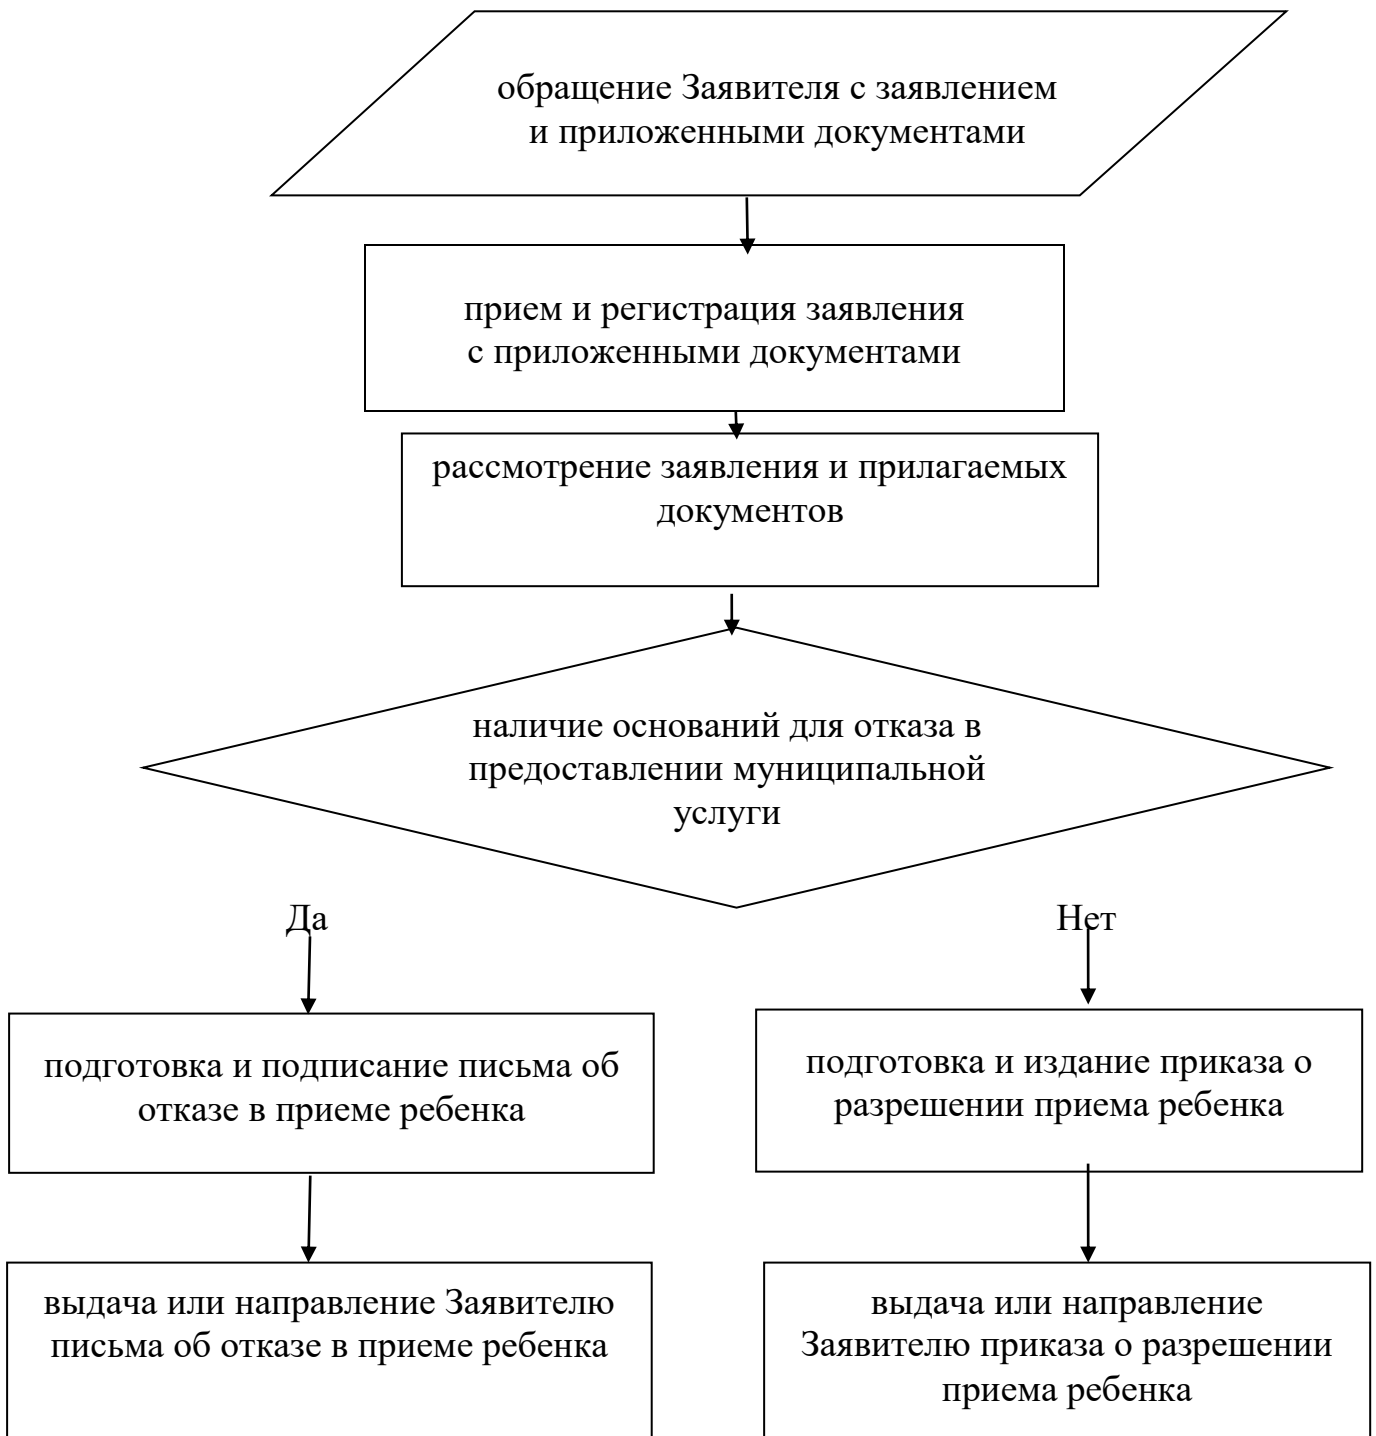 обращение Заявителя с заявлением
и приложенными документами
прием и регистрация заявления
с приложенными документами
рассмотрение заявления и прилагаемых
документов
наличие оснований для отказа в
предоставлении муниципальной
услуги
Да
Нет
подготовка и подписание письма об
отказе в приеме ребенка
подготовка и издание приказа о
разрешении приема ребенка
выдача или направление Заявителю
письма об отказе в приеме ребенка
выдача или направление
Заявителю приказа о разрешении
приема ребенка